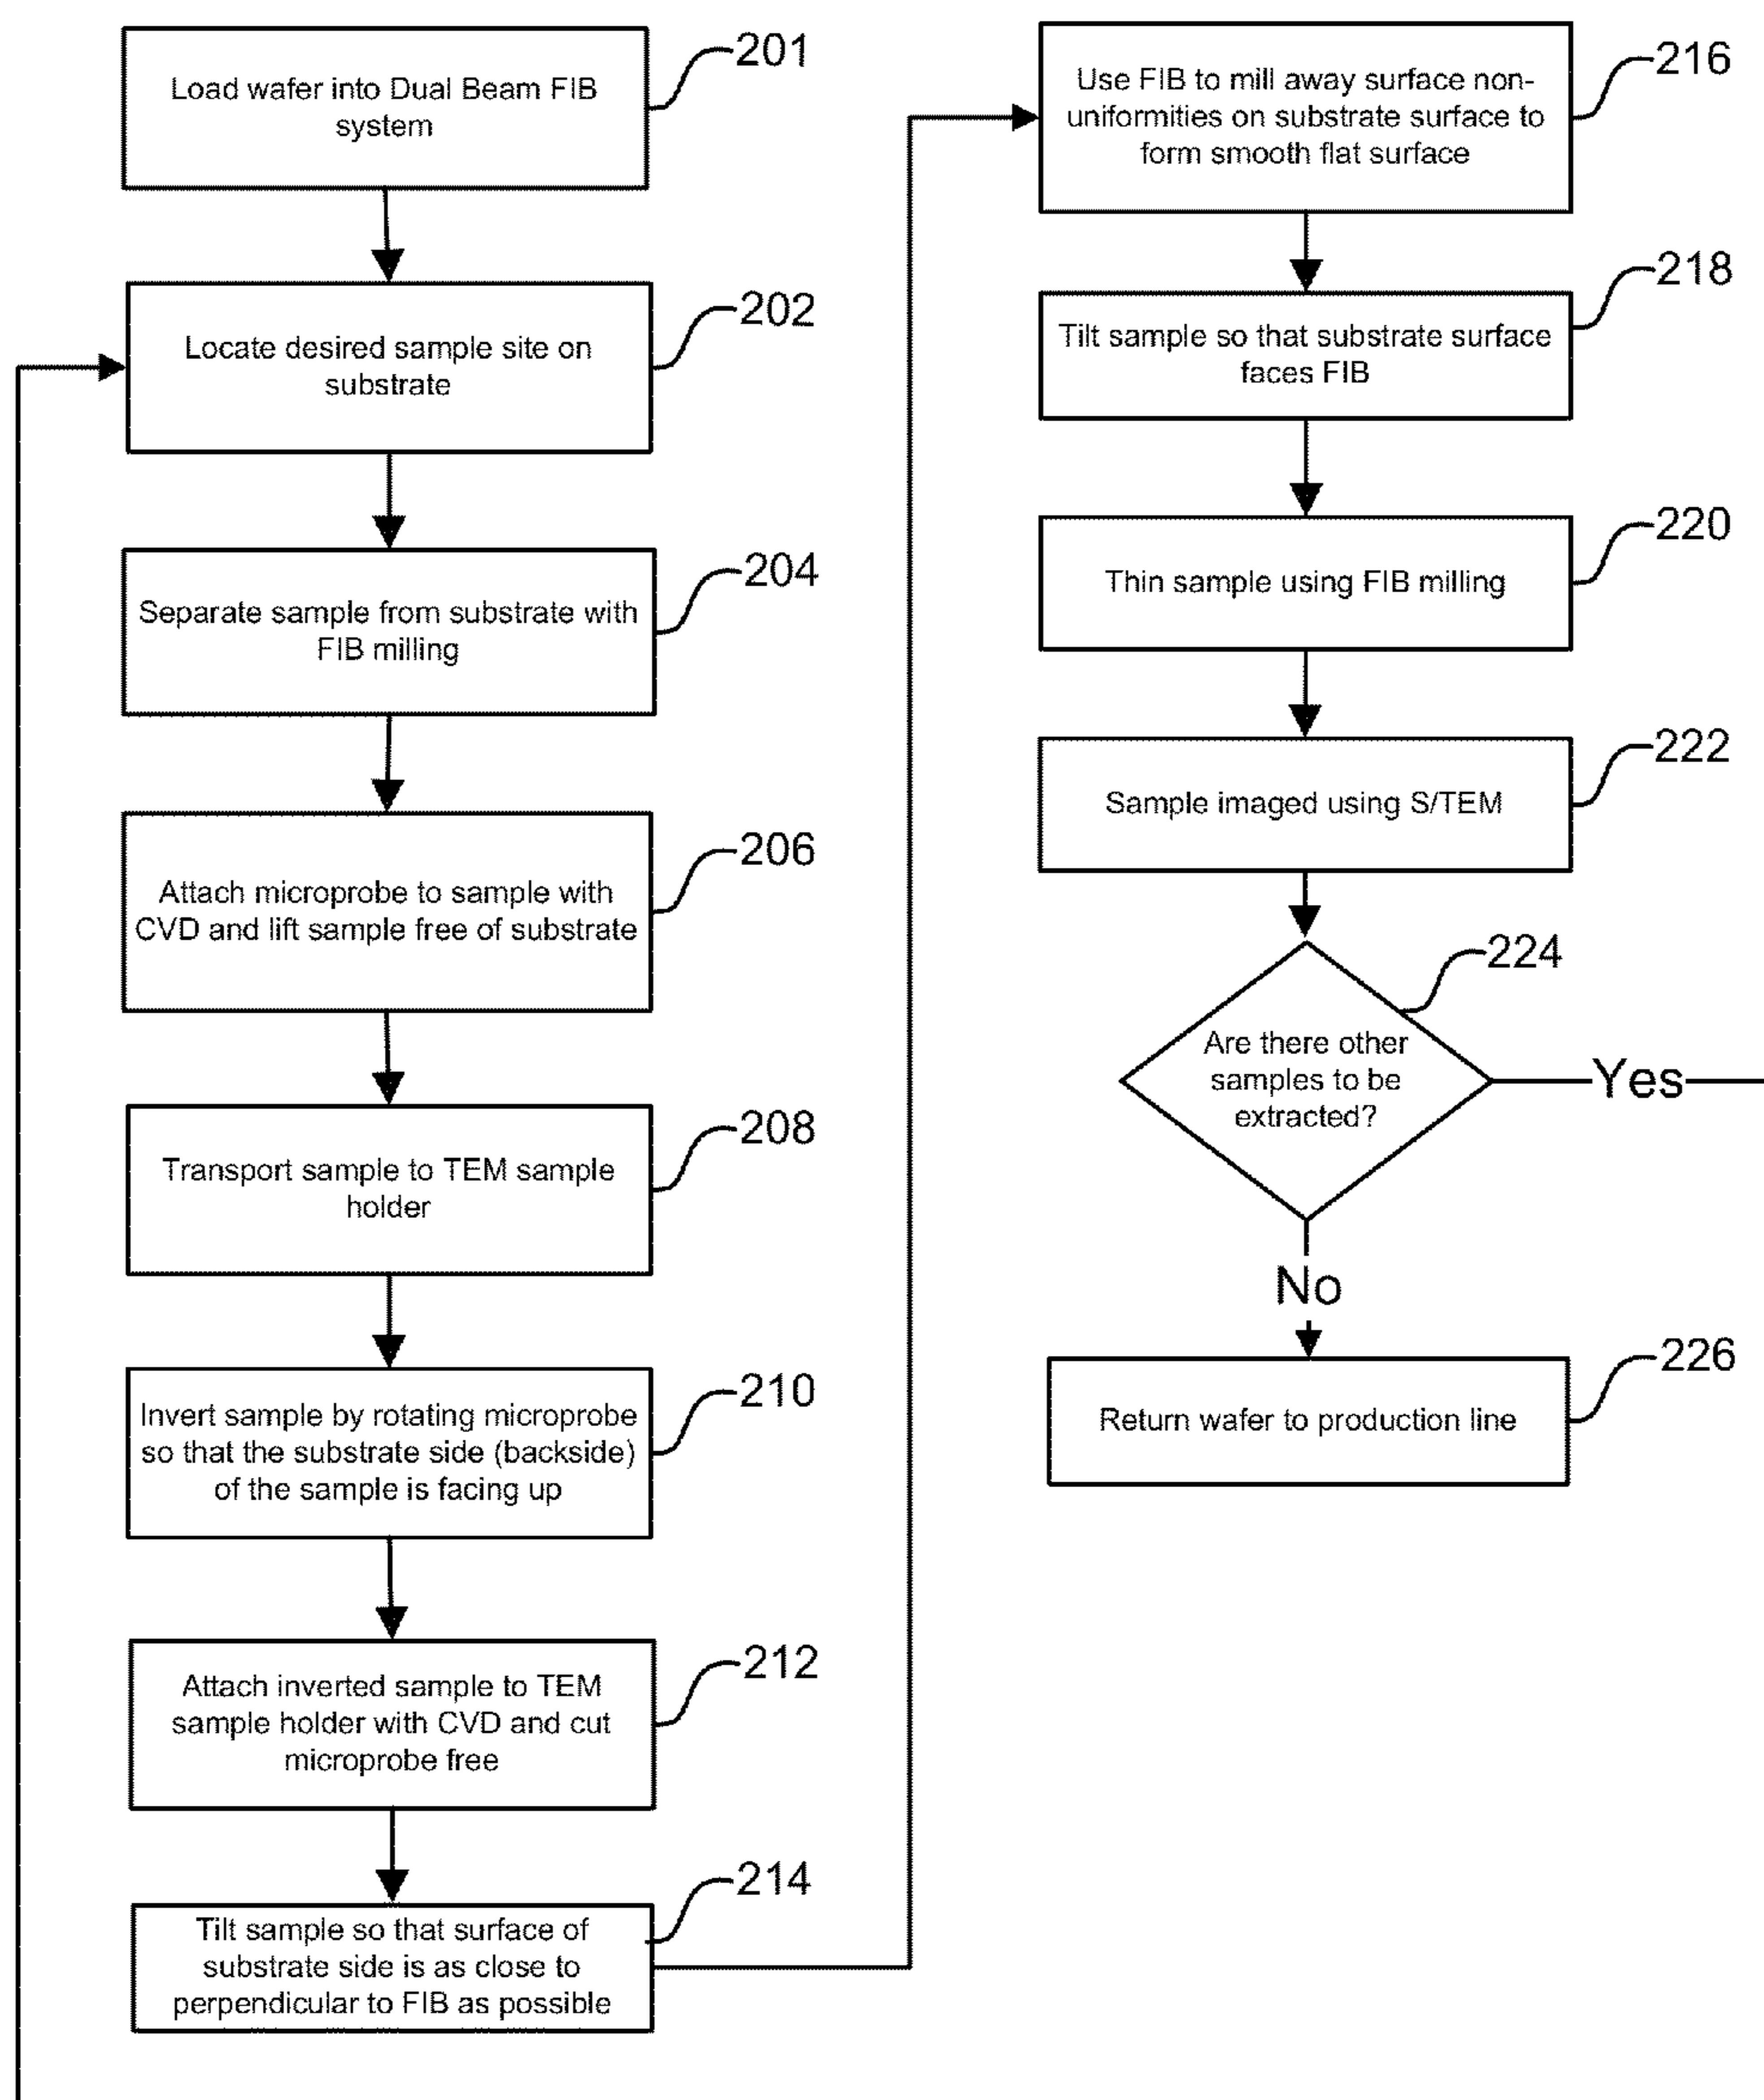 Load wafer into Dual Beam FIB
system
201
Locate desired sample site on
substrate
202
Separate sample from substrate with
FIB milling
204
Attach microprobe to sample with
CVD and lift sample free of substrate
206
Transport sample to TEM sample
holder
208
Invert sample by rotating microprobe
so that the substrate side (backside)
of the sample is facing up
210
Attach inverted sample to TEM
sample holder with CVD and cut
microprobe free
212
Tilt sample so that surface of
substrate side is as close to
perpendicular to FIB as possible
214
Use FIB to mill away surface non-
uniformities on substrate surface to
form smooth flat surface
216
Tilt sample so that substrate surface
faces FIB
218
Thin sample using FIB milling
220
Sample imaged using S/TEM
222
Are there other
samples to be
extracted?
224
Yes
No
Return wafer to production line
226